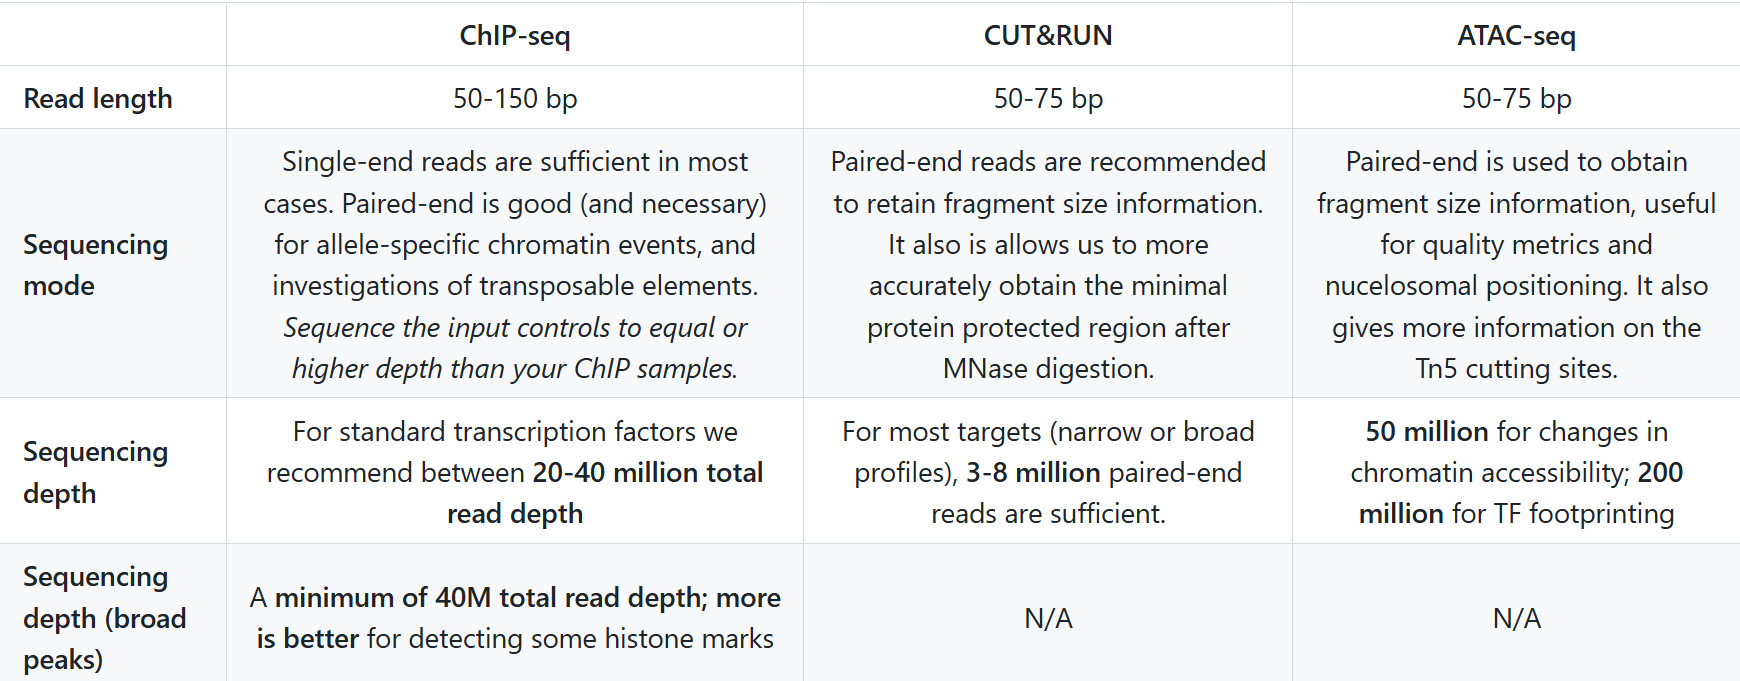 ChIP-seq
CUT&RUN
ATAC-seq
Read length
50-150 bp
50-75 bp
50-75 bp
Sequencing
mode
Single-end reads are sufficient in most
cases. Paired-end is good (and necessary)
for allele-specific chromatin events, and
investigations of transposable elements.
Sequence the input controls to equal or
higher depth than your ChIP samples.
Paired-end reads are recommended
to retain fragment size information.
It also is allows us to more
accurately obtain the minimal
protein protected region after
MNase digestion.
Paired-end is used to obtain
fragment size information, useful
for quality metrics and
nucelosomal positioning. It also
gives more information on the
Tn5 cutting sites.
Sequencing
depth
For standard transcription factors we
recommend between 20-40 million total
read depth
For most targets (narrow or broad
profiles), 3-8 million paired-end
reads are sufficient.
50 million for changes in
chromatin accessibility; 200
million for TF footprinting
Sequencing
depth (broad
peaks)
A minimum of 40M total read depth; more
is better for detecting some histone marks
N/A
N/A